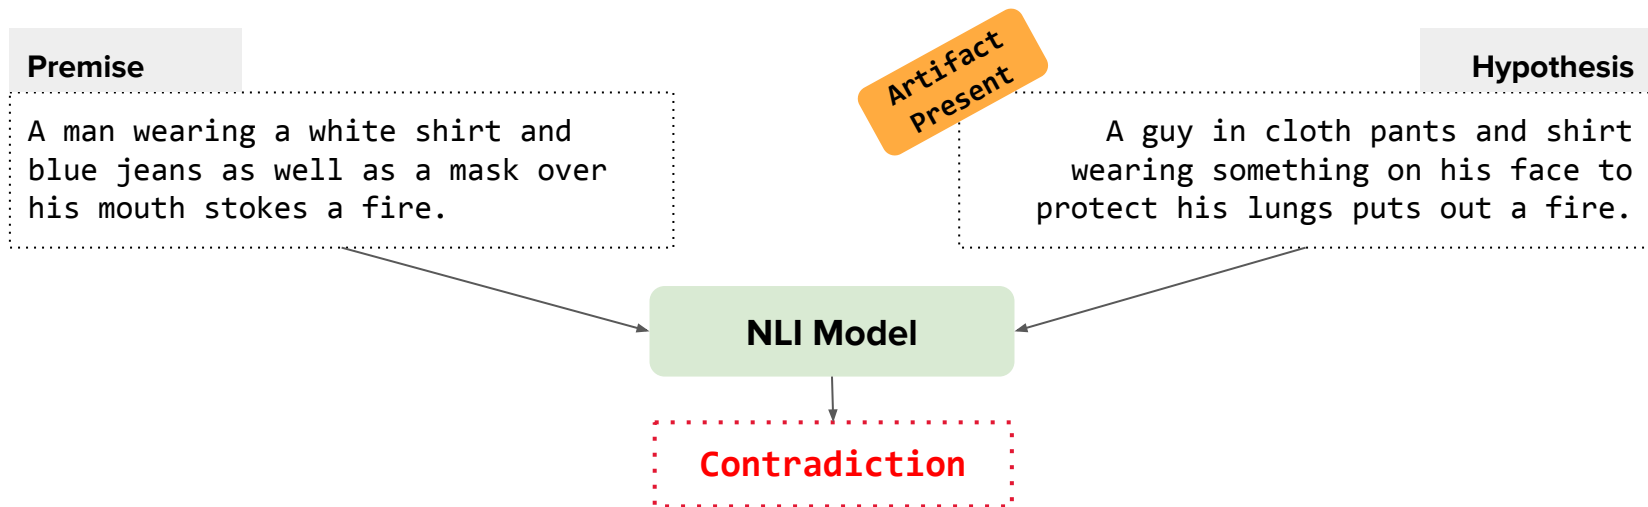 Premise
A man wearing a white shirt and
blue jeans as well as a mask over
his mouth stokes a fire.
Artifact
Present
Hypothesis
A guy in cloth pants and shirt
wearing something on his face to
protect his lungs puts out a fire.
NLI Model
Contradiction